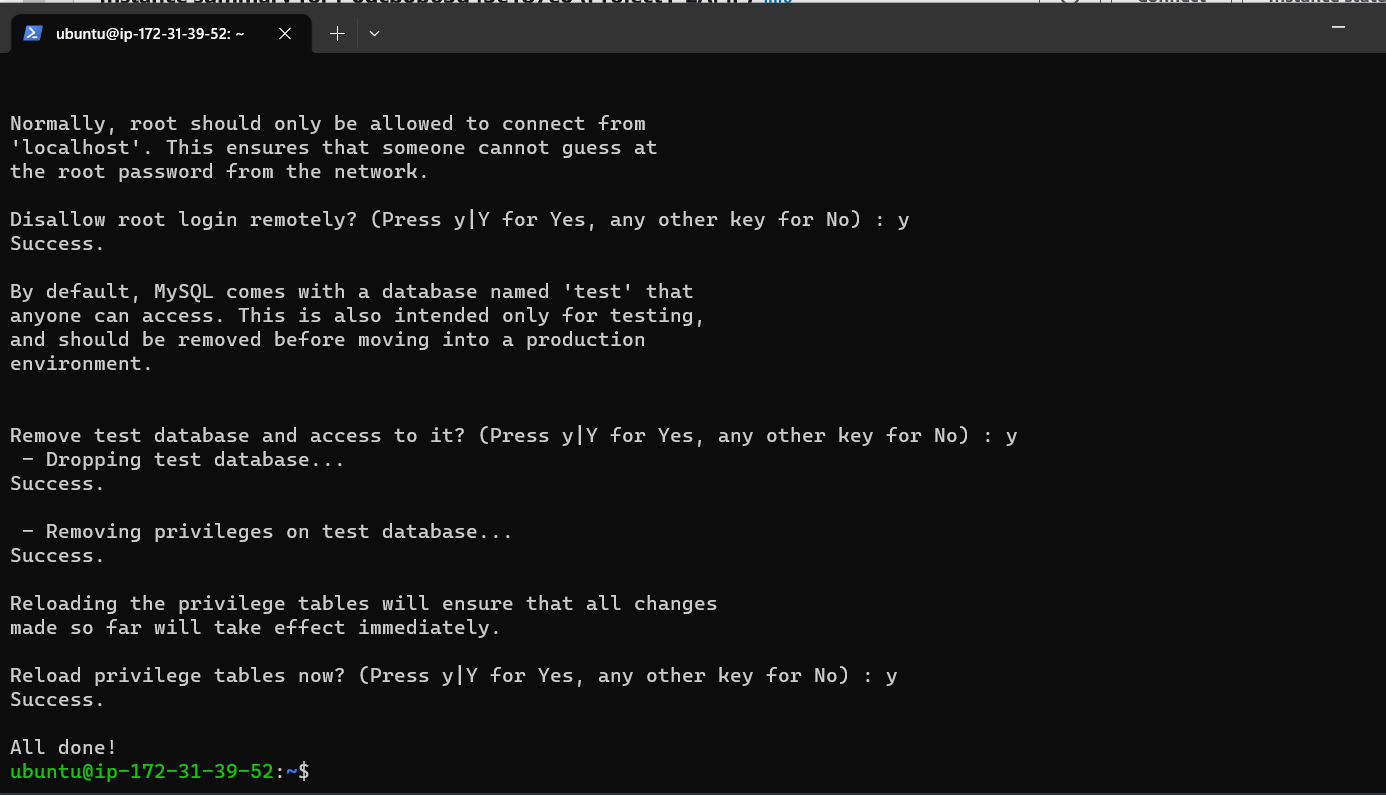 ubuntu@ip-172-31-39-52: ~
Normally, root should only be allowed to connect from
'localhost'. This ensures that someone cannot guess at
the root password from the network.
Disallow root login remotely? (Press y|Y for Yes, any other key for No) : y
Success.
By default, MySQL comes with a database named 'test' that
anyone can access. This is also intended only for testing,
and should be removed before moving into a production
environment.
Remove test database and access to it? (Press y|Y for Yes, any other key for No) : y
 - Dropping test database...
Success.
 - Removing privileges on test database...
Success.
Reloading the privilege tables will ensure that all changes
made so far will take effect immediately.
Reload privilege tables now? (Press y|Y for Yes, any other key for No) : y
Success.
All done!
ubuntu@ip-172-31-39-52:~$